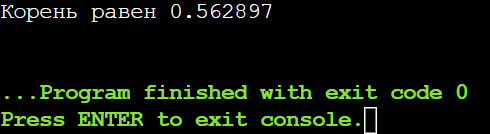 Корень равен 0.562897
...Program finished with exit code 0
Press ENTER to exit console.